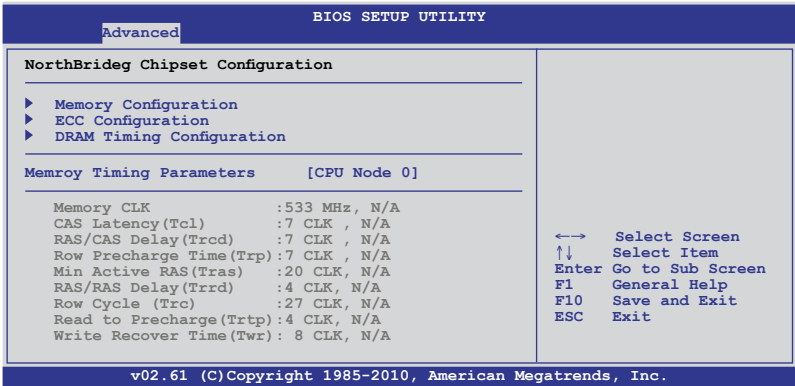 BIOS SETUP UTILITY
Advanced
NorthBrideg Chipset Configuration
Memory Configuration
ECC Configuration
DRAM Timing Configuration
Memroy Timing Parameters [CPU Node 0]
Memory CLK :533 MHz, N/A
CAS Latency(Tcl) :7 CLK , N/A
RAS/CAS Delay(Trcd) :7 CLK , N/A
Row Precharge Time(Trp):7 CLK , N/A
Min Active RAS(Tras) :20 CLK, N/A
RAS/RAS Delay(Trrd) :4 CLK, N/A
Row Cycle (Trc) :27 CLK, N/A
Read to Precharge(Trtp):4 CLK, N/A
Write Recover Time(Twr): 8 CLK, N/A
←→ Select Screen
↑↓ Select Item
Enter Go to Sub Screen
F1 General Help
F10 Save and Exit
ESC Exit
v02.61 (C)Copyright 1985-2010, American Megatrends, Inc.